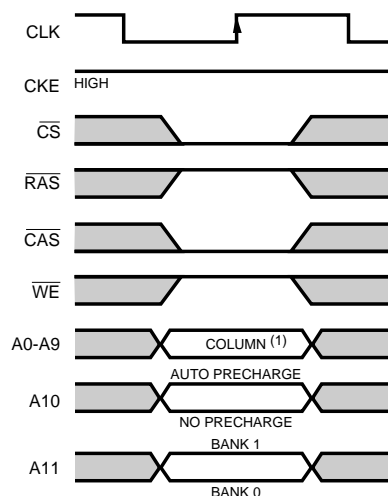 CLK
CKE HIGH
CS
RAS
CAS
WE
A0-A9 COLUMN (1)
AUTO PRECHARGE
A10
NO PRECHARGE
BANK 1
A11
BANK 0